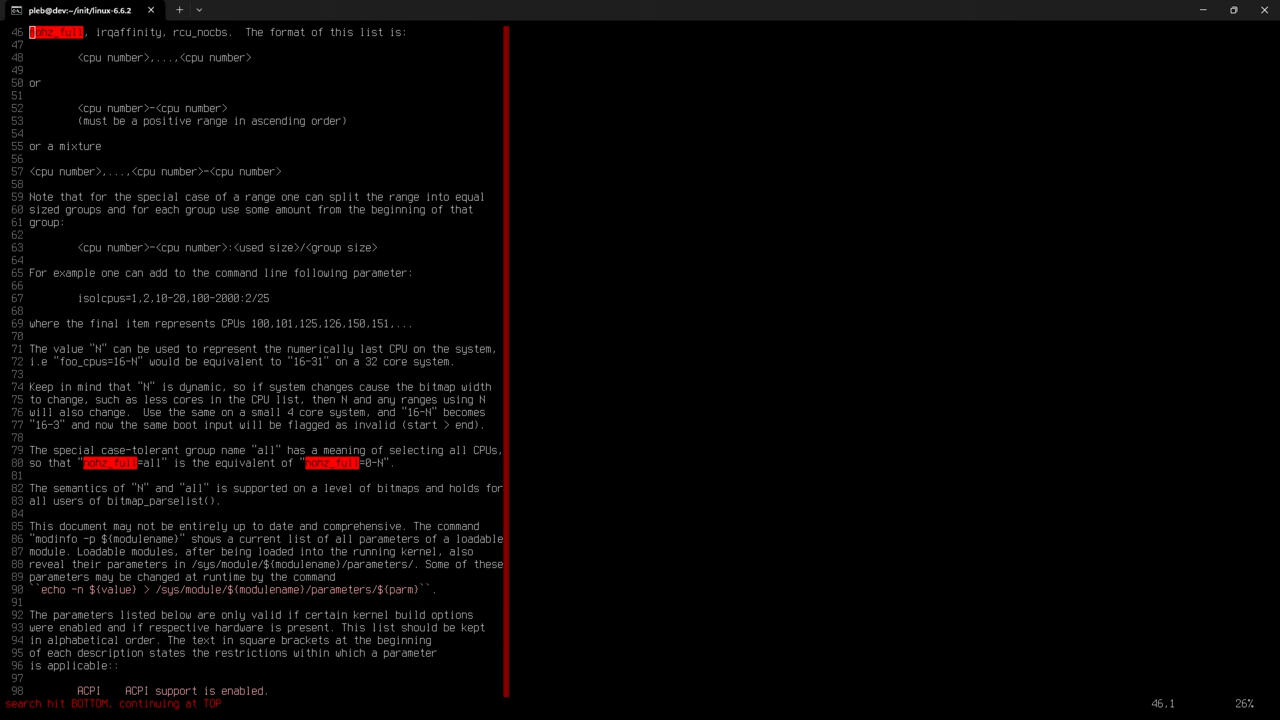 pleb@dev:~/init/linux-6.6.2
46 nohz_full, irqaffinity, rcu_nocbs.  The format of this list is:
47
48         <cpu number>,...,<cpu number>
49
50 or
51
52         <cpu number>-<cpu number>
53         (must be a positive range in ascending order)
54
55 or a mixture
56
57 <cpu number>,...,<cpu number>-<cpu number>
58
59 Note that for the special case of a range one can split the range into equal
60 sized groups and for each group use some amount from the beginning of that
61 group:
62
63         <cpu number>-<cpu number>:<used size>/<group size>
64
65 For example one can add to the command line following parameter:
66
67         isolcpus=1,2,10-20,100-2000:2/25
68
69 where the final item represents CPUs 100,101,125,126,150,151,...
70
71 The value "N" can be used to represent the numerically last CPU on the system,
72 i.e "foo_cpus=16-N" would be equivalent to "16-31" on a 32 core system.
73
74 Keep in mind that "N" is dynamic, so if system changes cause the bitmap width
75 to change, such as less cores in the CPU list, then N and any ranges using N
76 will also change.  Use the same on a small 4 core system, and "16-N" becomes
77 "16-3" and now the same boot input will be flagged as invalid (start > end).
78
79 The special case-tolerant group name "all" has a meaning of selecting all CPUs,
80 so that "nohz_full=all" is the equivalent of "nohz_full=0-N".
81
82 The semantics of "N" and "all" is supported on a level of bitmaps and holds for
83 all users of bitmap_parselist().
84
85 This document may not be entirely up to date and comprehensive. The command
86 "modinfo -p ${modulename}" shows a current list of all parameters of a loadable
87 module. Loadable modules, after being loaded into the running kernel, also
88 reveal their parameters in /sys/module/${modulename}/parameters/. Some of these
89 parameters may be changed at runtime by the command
90 ``echo -n ${value} > /sys/module/${modulename}/parameters/${parm}``.
91
92 The parameters listed below are only valid if certain kernel build options
93 were enabled and if respective hardware is present. This list should be kept
94 in alphabetical order. The text in square brackets at the beginning
95 of each description states the restrictions within which a parameter
96 is applicable::
97
98         ACPI    ACPI support is enabled.
search hit BOTTOM, continuing at TOP 46,1 26%